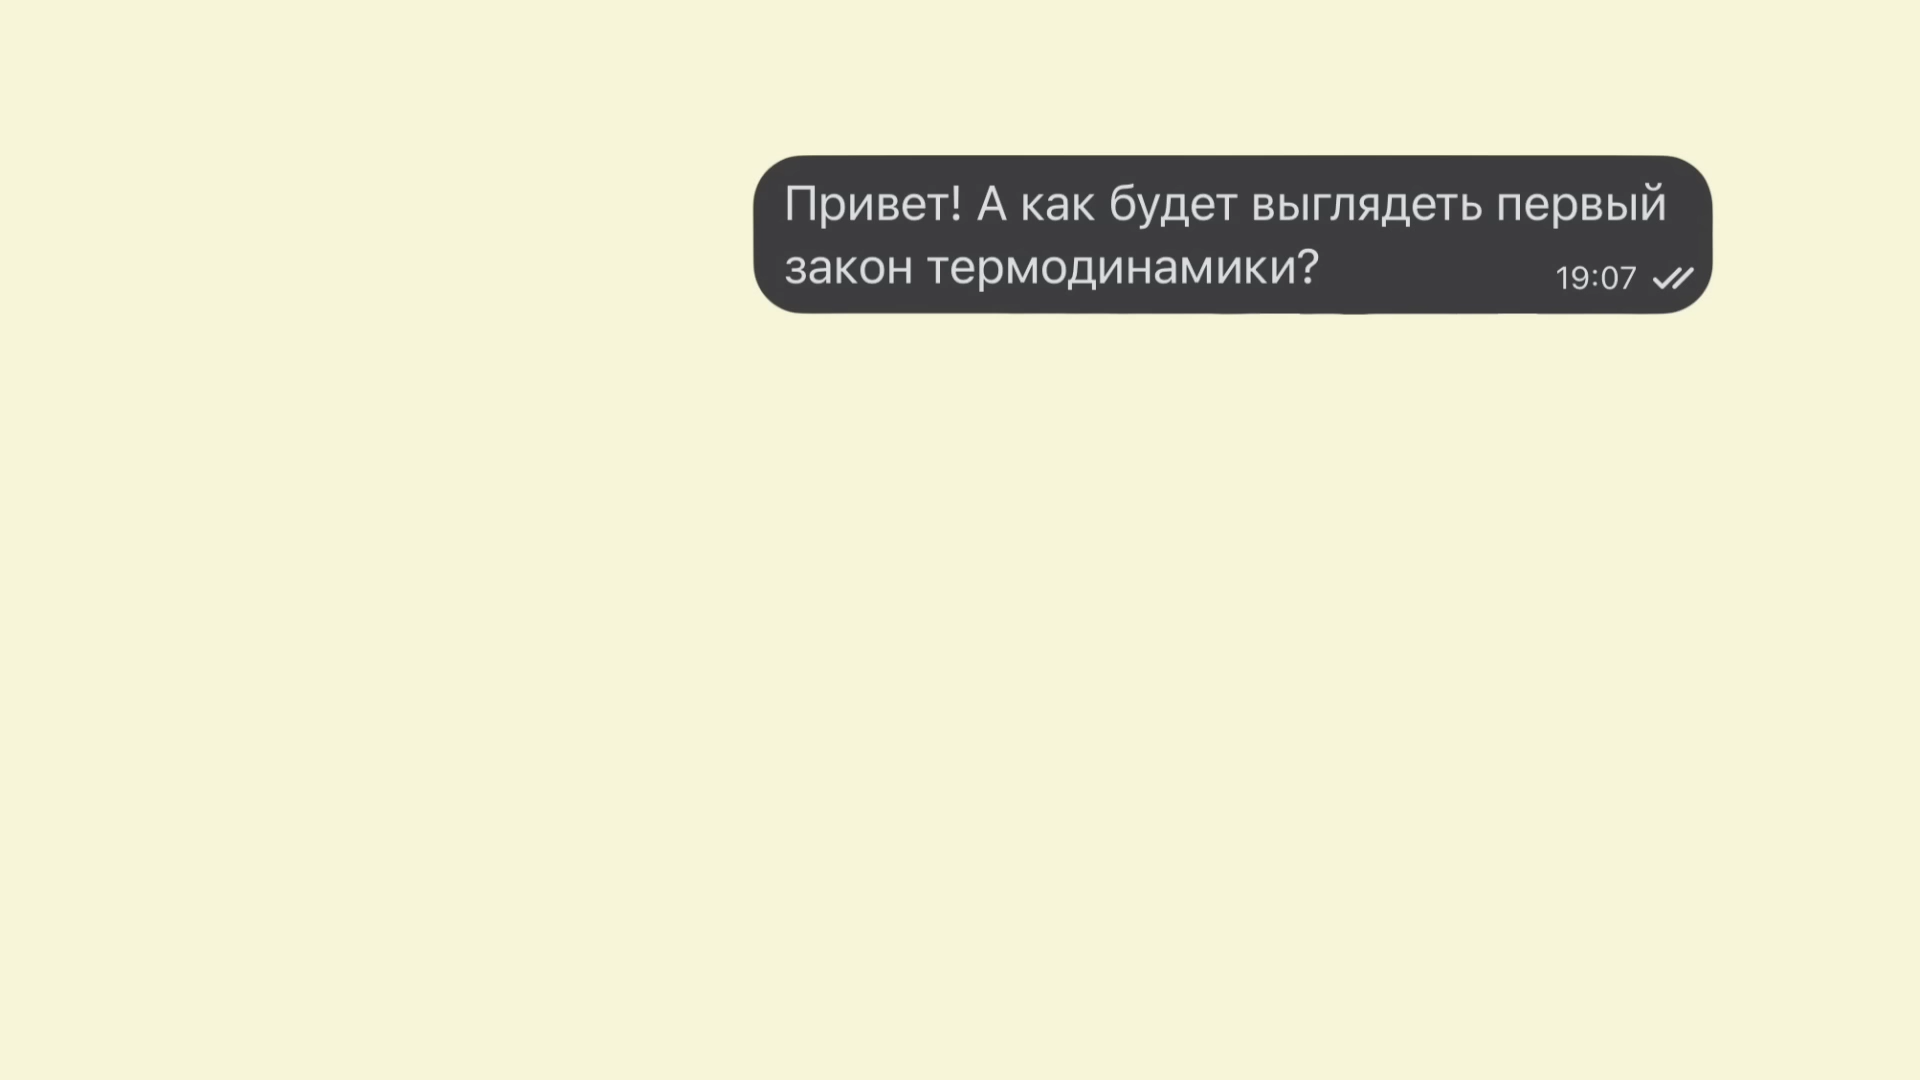 Привет! А как будет выглядеть первый
закон термодинамики?
19:07